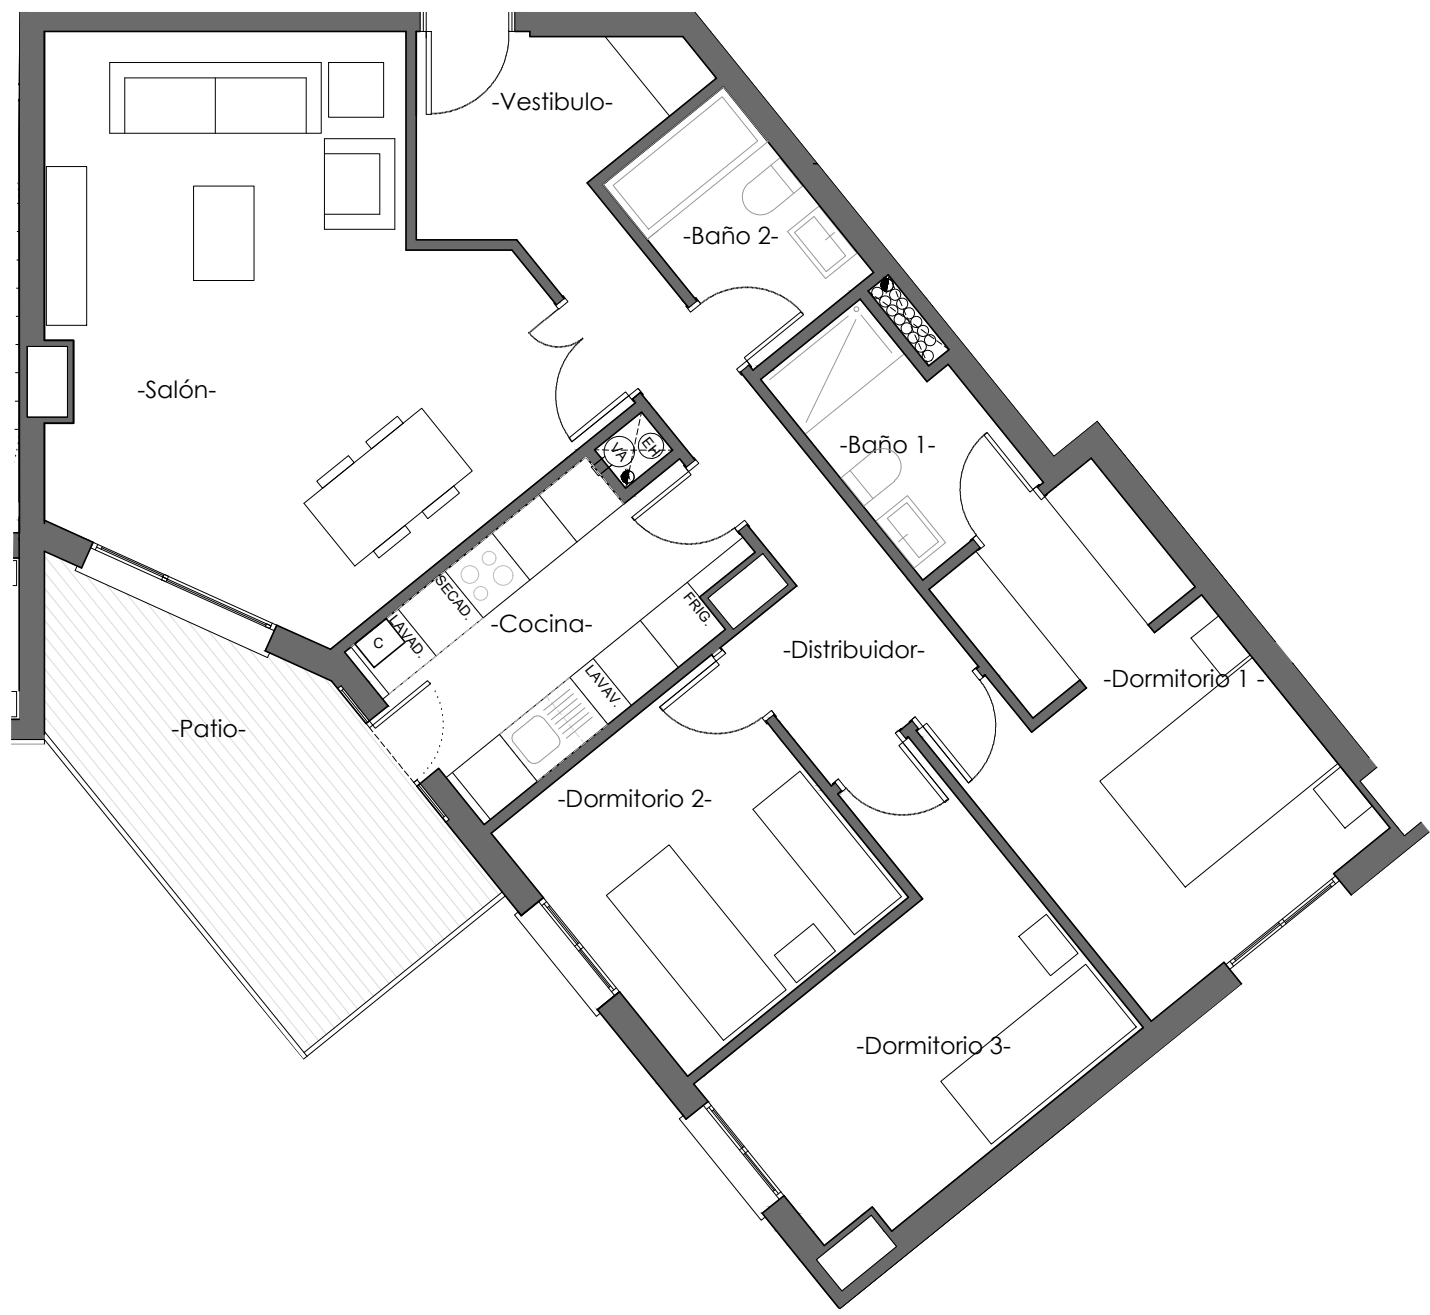 -Vestibulo-
-Baño 2-
-Salón-
-Baño 1-
VA
EH
SECAD.
LAVAD.
C
-Cocina-
FRIG.
-Distribuidor-
LAVAV.
-Dormitorio 1 -
-Patio-
-Dormitorio 2-
-Dormitorio 3-